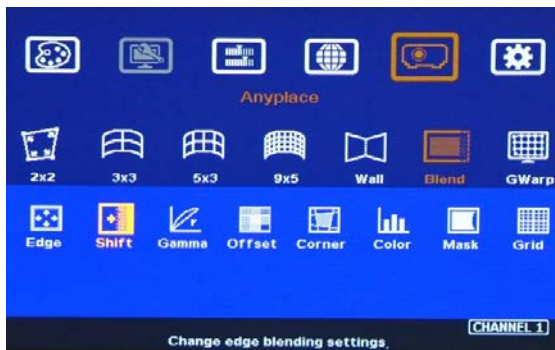 Anyplace
2x2 3x3 5x3 9x5 Wall Blend GWarp
Edge Shift Gamma Offset Corner Color Mask Grid
CHANNEL 1
Change edge blending settings.